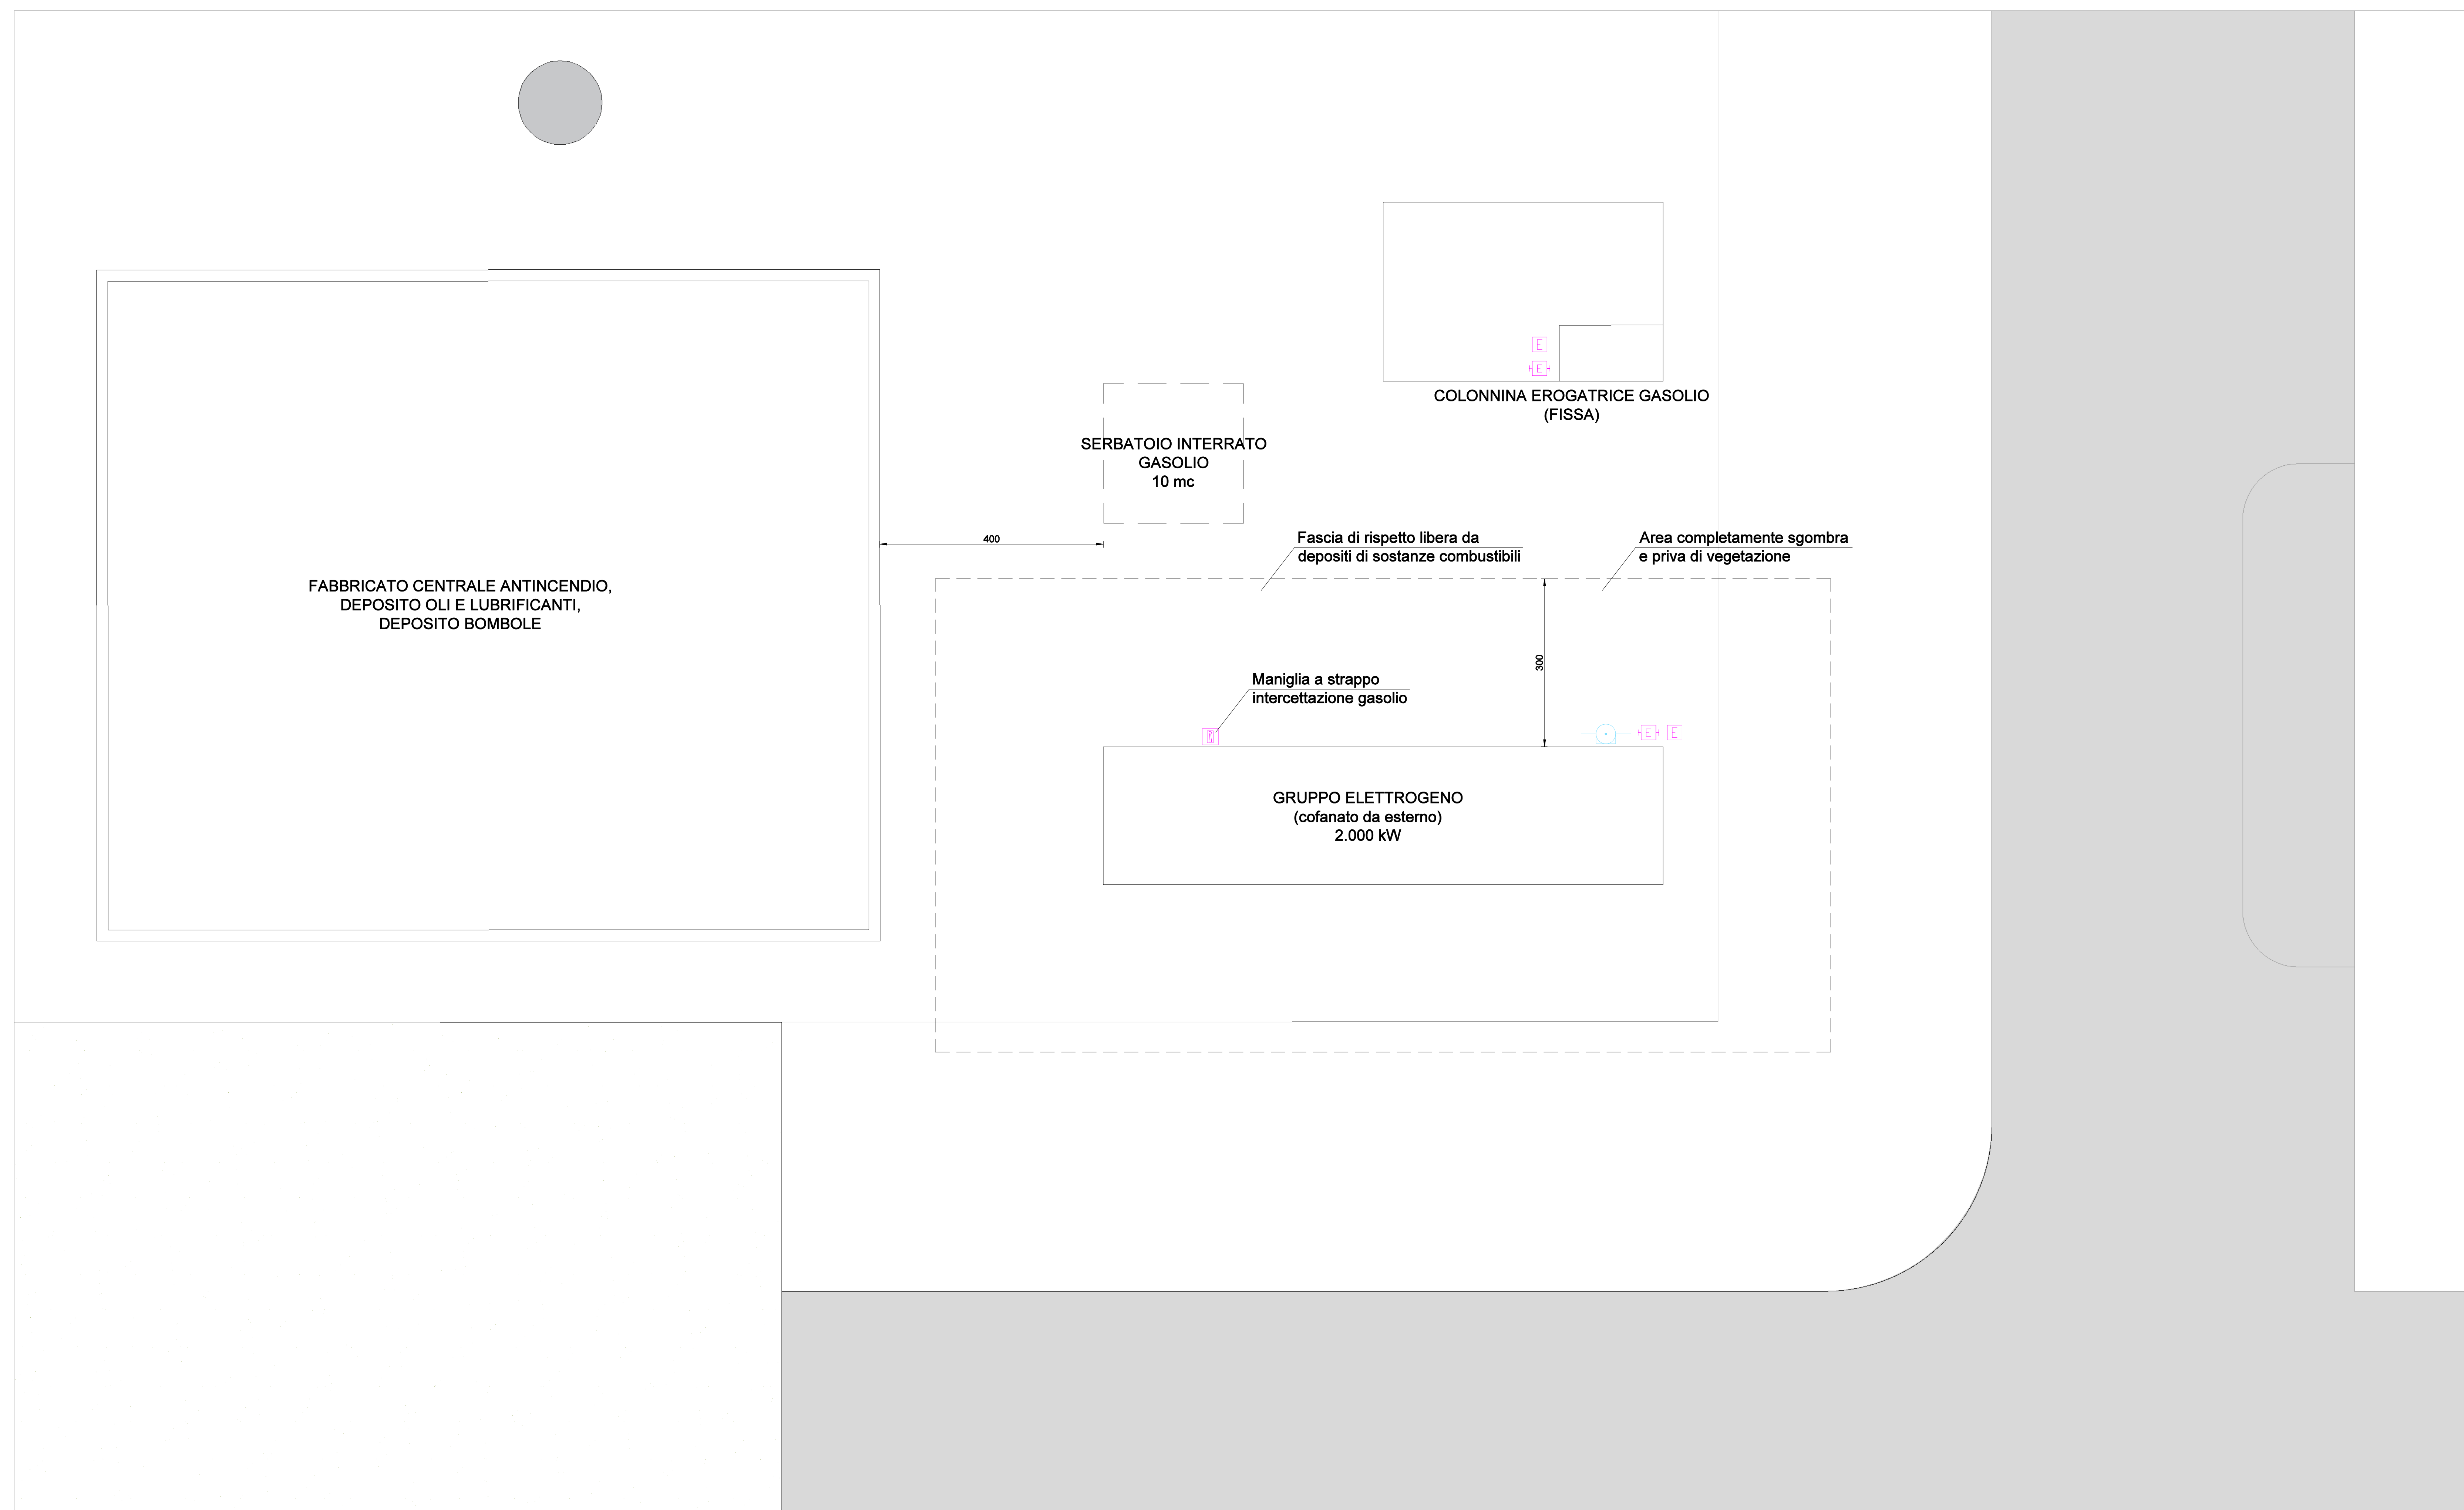 E
E
COLONNINA EROGATRICE GASOLIO
(FISSA)
SERBATOIO INTERRATO
GASOLIO
10 mc
400
Fascia di rispetto libera da
depositi di sostanze combustibili
Area completamente sgombra
e priva di vegetazione
FABBRICATO CENTRALE ANTINCENDIO,
DEPOSITO OLI E LUBRIFICANTI,
DEPOSITO BOMBOLE
300
Maniglia a strappo
intercettazione gasolio
E
E
GRUPPO ELETTROGENO
(cofanato da esterno)
2.000 kW